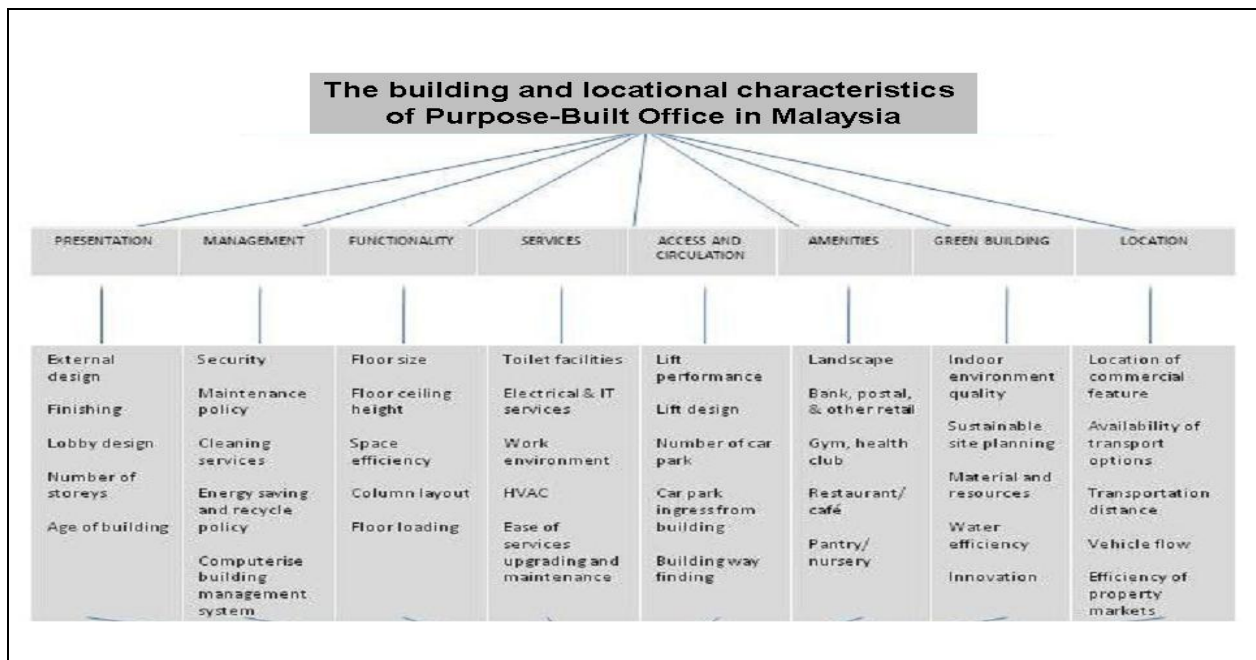 The building and locational characteristics
of Purpose-Built Office in Malaysia
PRESENTATION
MANAGEMENT
FUNCTIONALITY
SERVICES
ACCESS AND
CIRCULATION
AMENITIES
GREEN BUILDING
LOCATION
External
design
Finishing
Lobby design
Number of
storeys
Age of building
Security
Maintenance
policy
Cleaning
services
Energy saving
and recycle
policy
Computerise
building
management
system
Floor size
Floor ceiling
height
Space
efficiency
Column layout
Floor loading
Toilet facilities
Electrical & IT
services
Work
environment
HVAC
Ease of
services
upgrading and
maintenance
Lift
performance
Lift design
Number of car
park
Car park
ingress from
building
Building way
finding
Landscape
Bank, postal,
& other retail
Gym, health
club
Restaurant/
café
Pantry/
nursery
Indoor
environment
quality
Sustainable
site planning
Material and
resources
Water
efficiency
Innovation
Location of
commercial
feature
Availability of
transport
options
Transportation
distance
Vehicle flow
Efficiency of
property
markets